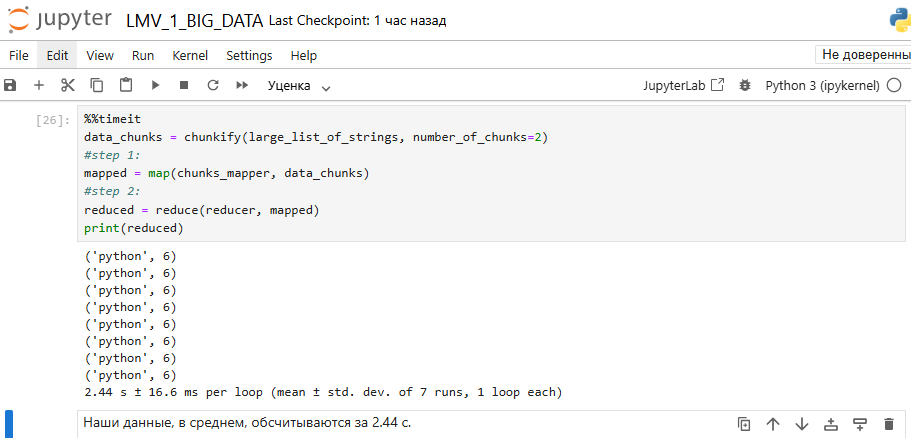 jupyter LMV_1_BIG_DATA Last Checkpoint: 1 час назад
File Edit View Run Kernel Settings Help Не доверенны
Уценка JupyterLab Python 3 (ipykernel)
[26]: %%timeit
data_chunks = chunkify(large_list_of_strings, number_of_chunks=2)
#step 1:
mapped = map(chunks_mapper, data_chunks)
#step 2:
reduced = reduce(reducer, mapped)
print(reduced)
('python', 6)
('python', 6)
('python', 6)
('python', 6)
('python', 6)
('python', 6)
('python', 6)
('python', 6)
2.44 s ± 16.6 ms per loop (mean ± std. dev. of 7 runs, 1 loop each)
Наши данные, в среднем, обсчитываются за 2.44 с.